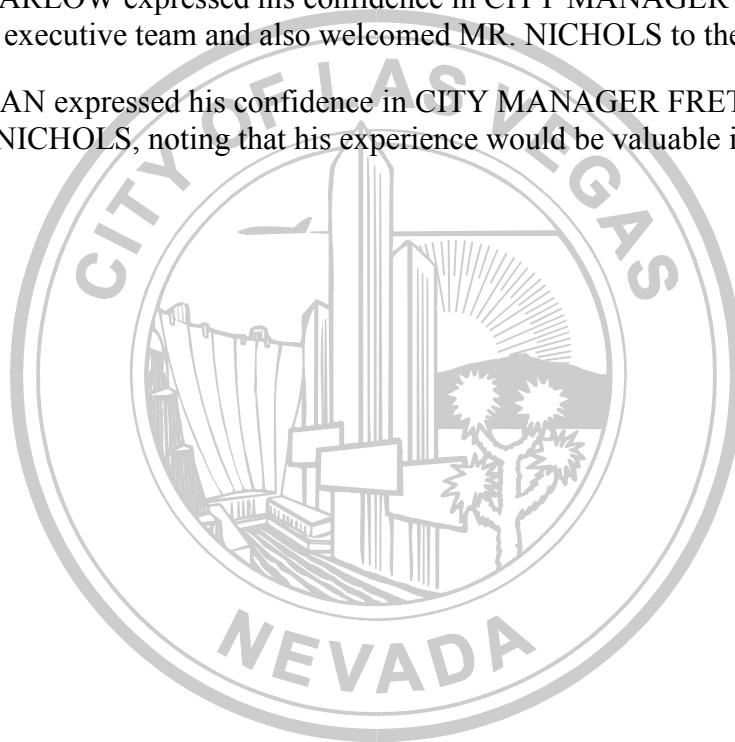 ARLOW expressed his confidence in CITY MANAGER
executive team and also welcomed MR. NICHOLS to the
AN expressed his confidence in CITY MANAGER FRET
NICHOLS, noting that his experience would be valuable i
CITY OF LAS VEGAS
NEVADA